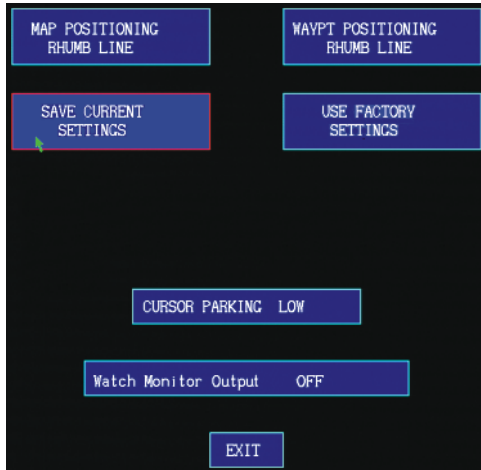 MAP POSITIONING
RHUMB LINE
WAYPT POSITIONING
RHUMB LINE
SAVE CURRENT
SETTINGS
USE FACTORY
SETTINGS
CURSOR PARKING LOW
Watch Monitor Output OFF
EXIT